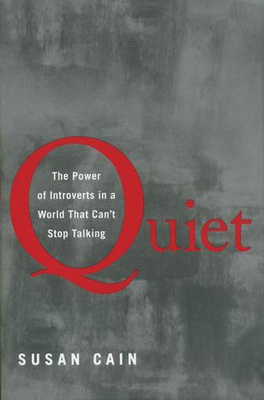 The Power
of Introverts in a
World That Can't
Stop Talking
Quiet
SUSAN CAIN